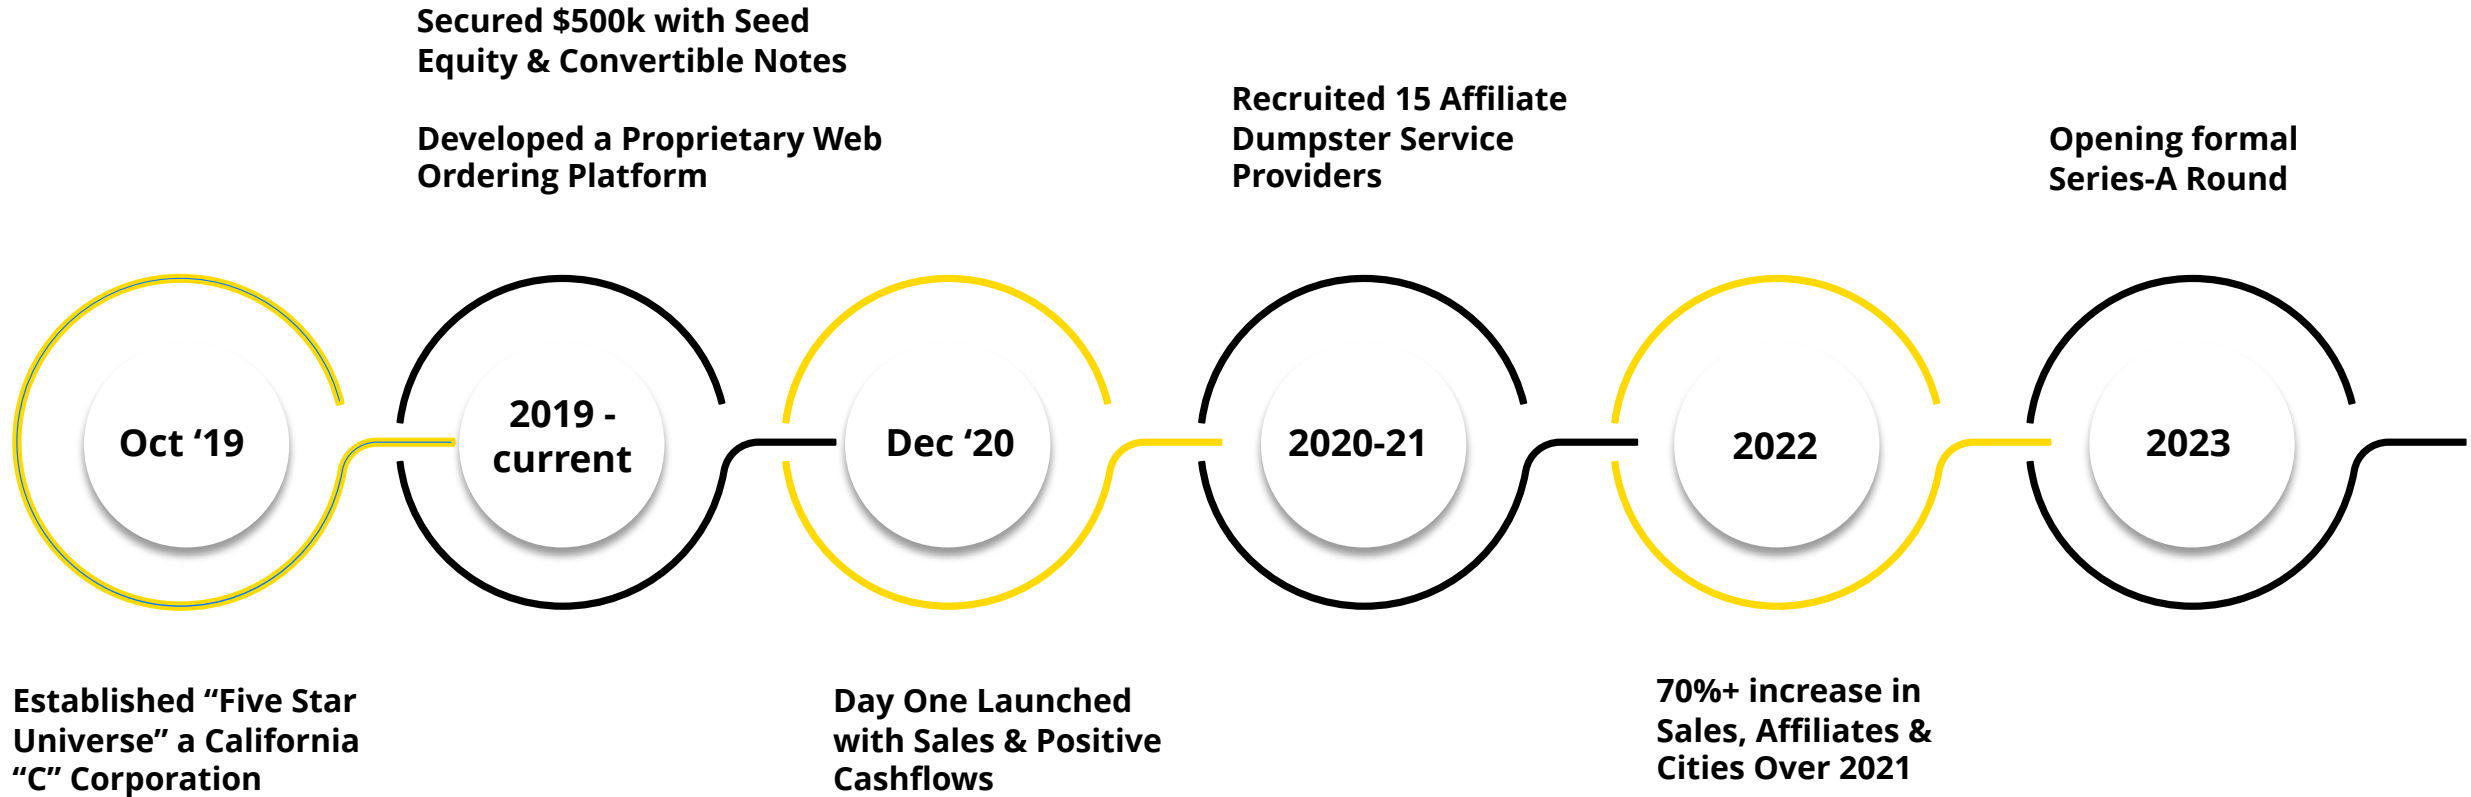 Secured $500k with Seed
Equity & Convertible Notes
Developed a Proprietary Web
Ordering Platform
Recruited 15 Affiliate
Dumpster Service
Providers
Opening formal
Series-A Round
Oct ‘19
2019 -
current
Dec ‘20
2020-21
2022
2023
Established “Five Star
Universe” a California
“C” Corporation
Day One Launched
with Sales & Positive
Cashflows
70%+ increase in
Sales, Affiliates &
Cities Over 2021